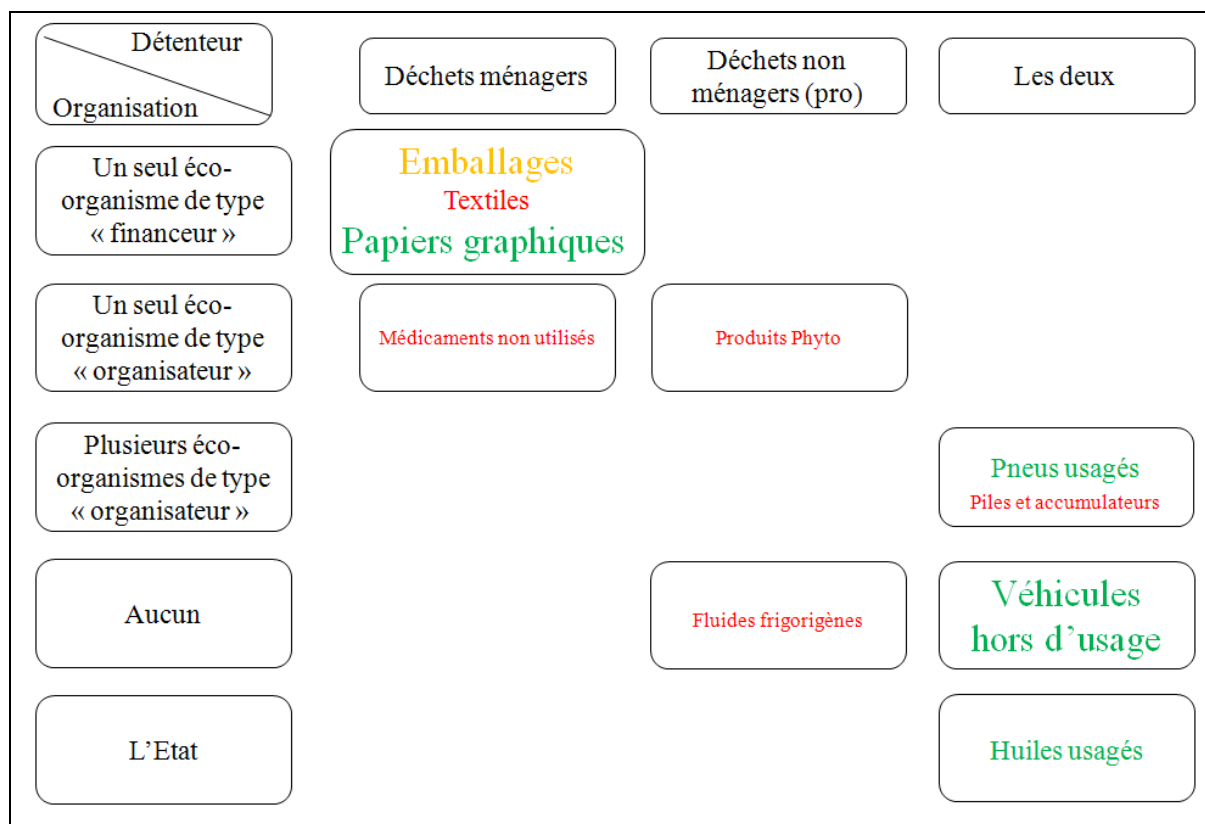 Détenteur
Organisation
Déchets ménagers
Déchets non
ménagers (pro)
Les deux
Un seul éco-
organisme de type
« financeur »
Emballages
Textiles
Papiers graphiques
Un seul éco-
organisme de type
« organisateur »
Médicaments non utilisés
Produits Phyto
Plusieurs éco-
organismes de type
« organisateur »
Pneus usagés
Piles et accumulateurs
Aucun
Fluides frigorigènes
Véhicules
hors d’usage
L’Etat
Huiles usagés